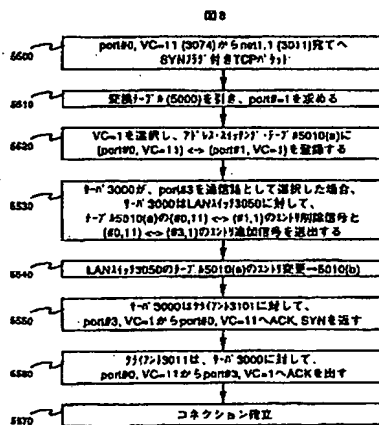 図8
5500
port#0, VC=11 (3074)からnet1.1 (3011)宛てへ
SYNフラグ付きTCPパケット
5510
変換テーブル(5000)を引き、port#=1を求める
5520
VC=1を選択し、アドレス・スイッチング・テーブル5010(a)に
(port#0, VC=11) <-> (port#1, VC=1)を登録する
5530
サーバ3000が、port#3を通信路として選択した場合、
サーバ3000はLANスイッチ3050に対して、
テーブル5010(a)の(#0,11) <-> (#1,1)のエントリ削除信号と
(#0,11) <-> (#3,1)のエントリ追加信号を送出する
5540
LANスイッチ3050のテーブル5010(a)のエントリ変更→5010(b)
5550
サーバ3000はクライアント3101に対して、
port#3, VC=1からport#0, VC=11へACK, SYNを返す
5560
クライアント3011は、サーバ3000に対して、
port#0, VC=11からport#3, VC=1へACKを出す
5570
コネクション確立